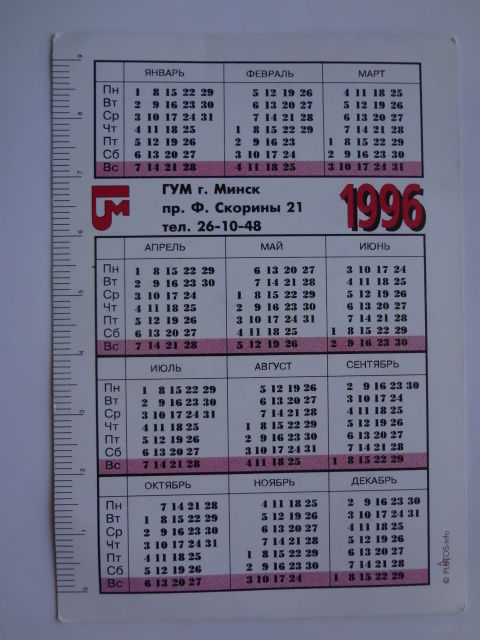 ЯНВАРЬ ФЕВРАЛЬ МАРТ
Пн 1 8 15 22 29 5 12 19 26 4 11 18 25
Вт 2 9 16 23 30 6 13 20 27 5 12 19 26
Ср 3 10 17 24 31 7 14 21 28 6 13 20 27
Чт 4 11 18 25 1 8 15 22 29 7 14 21 28
Пт 5 12 19 26 2 9 16 23 1 8 15 22 29
Сб 6 13 20 27 3 10 17 24 2 9 16 23 30
Вс 7 14 21 28 4 11 18 25 3 10 17 24 31
ГУМ г. Минск
пр. Ф. Скорины 21
тел. 26-10-48
1996
АПРЕЛЬ МАЙ ИЮНЬ
Пн 1 8 15 22 29 6 13 20 27 3 10 17 24
Вт 2 9 16 23 30 7 14 21 28 4 11 18 25
Ср 3 10 17 24 1 8 15 22 29 5 12 19 26
Чт 4 11 18 25 2 9 16 23 30 6 13 20 27
Пт 5 12 19 26 3 10 17 24 31 7 14 21 28
Сб 6 13 20 27 4 11 18 25 1 8 15 22 29
Вс 7 14 21 28 5 12 19 26 2 9 16 23 30
ИЮЛЬ АВГУСТ СЕНТЯБРЬ
Пн 1 8 15 22 29 5 12 19 26 2 9 16 23 30
Вт 2 9 16 23 30 6 13 20 27 3 10 17 24
Ср 3 10 17 24 31 7 14 21 28 4 11 18 25
Чт 4 11 18 25 1 8 15 22 29 5 12 19 26
Пт 5 12 19 26 2 9 16 23 30 6 13 20 27
Сб 6 13 20 27 3 10 17 24 31 7 14 21 28
Вс 7 14 21 28 4 11 18 25 1 8 15 22 29
ОКТЯБРЬ НОЯБРЬ ДЕКАБРЬ
Пн 7 14 21 28 4 11 18 25 2 9 16 23 30
Вт 1 8 15 22 29 5 12 19 26 3 10 17 24 31
Ср 2 9 16 23 30 6 13 20 27 4 11 18 25
Чт 3 10 17 24 31 7 14 21 28 5 12 19 26
Пт 4 11 18 25 1 8 15 22 29 6 13 20 27
Сб 5 12 19 26 2 9 16 23 30 7 14 21 28
Вс 6 13 20 27 3 10 17 24 1 8 15 22 29